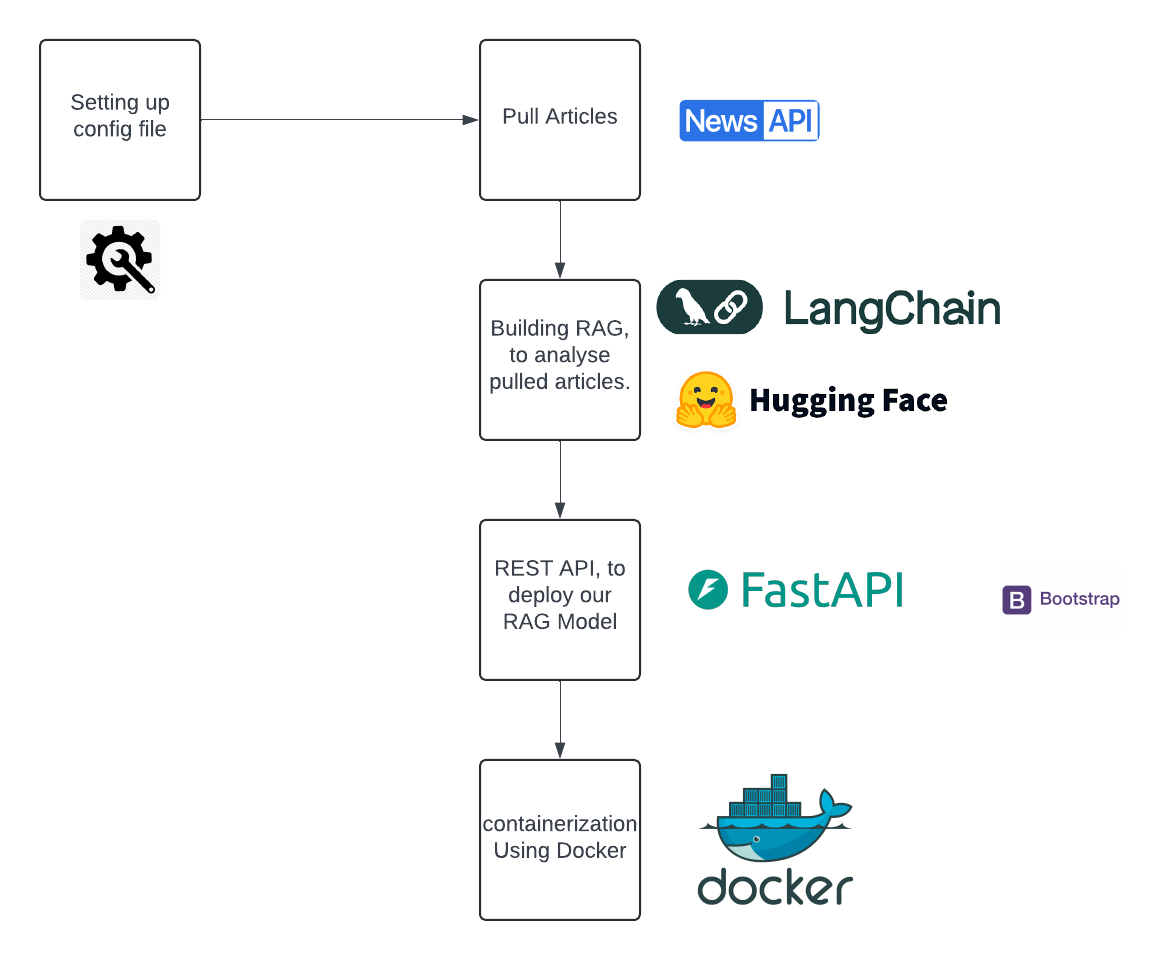 Setting up
config file
Pull Articles
News API
Building RAG,
to analyse
pulled articles.
LangChain
Hugging Face
REST API, to
deploy our
RAG Model
FastAPI
B Bootstrap
containerization
Using Docker
docker